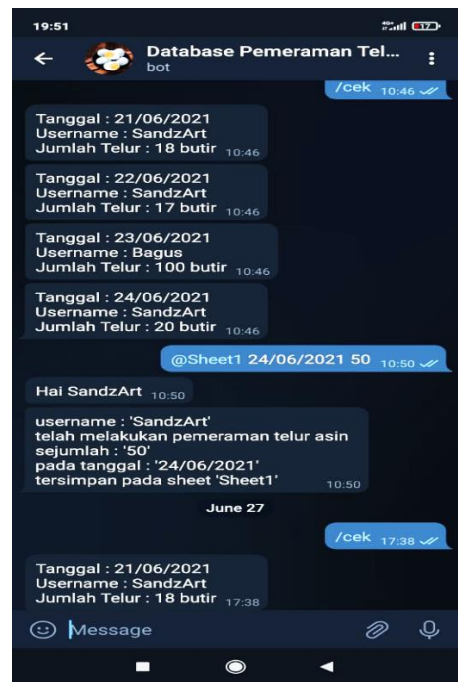 19:51
4G+
17
Database Pemeraman Tel...
bot
/cek 10:46
Tanggal : 21/06/2021
Username : SandzArt
Jumlah Telur : 18 butir 10:46
Tanggal : 22/06/2021
Username : SandzArt
Jumlah Telur : 17 butir 10:46
Tanggal : 23/06/2021
Username : Bagus
Jumlah Telur : 100 butir 10:46
Tanggal : 24/06/2021
Username : SandzArt
Jumlah Telur : 20 butir 10:46
@Sheet1 24/06/2021 50 10:50
Hai SandzArt 10:50
username : 'SandzArt'
telah melakukan pemeraman telur asin
sejumlah : '50'
pada tanggal : '24/06/2021'
tersimpan pada sheet 'Sheet1' 10:50
June 27
/cek 17:38
Tanggal : 21/06/2021
Username : SandzArt
Jumlah Telur : 18 butir 17:38
Message